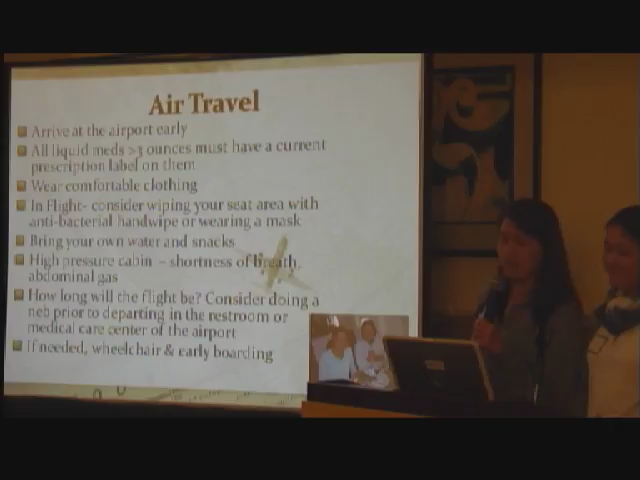 Air Travel
Arrive at the airport early
All liquid meds >3 ounces must have a current
prescription label on them
Wear comfortable clothing
In Flight- consider wiping your seat area with
anti-bacterial handwipe or wearing a mask
Bring your own water and snacks
High pressure cabin – shortness of breath,
abdominal gas
How long will the flight be? Consider doing a
neb prior to departing in the restroom or
medical care center of the airport
If needed, wheelchair & early boarding